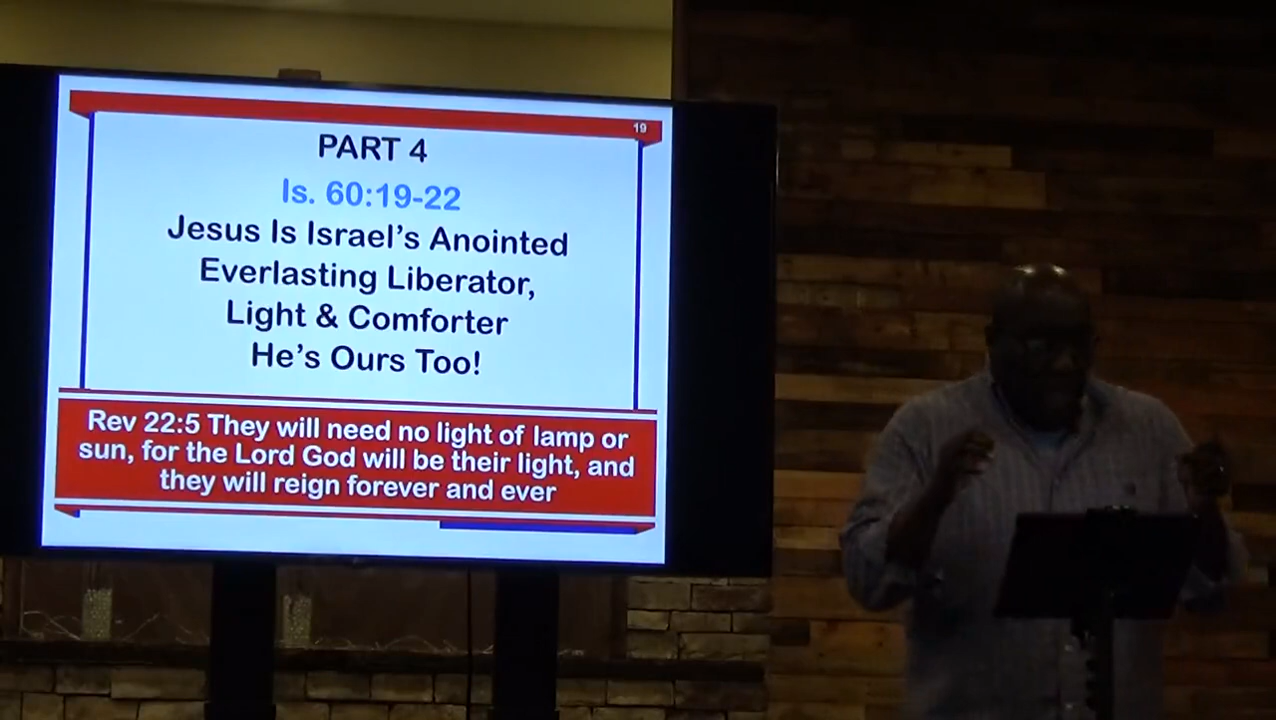 19
PART 4
Is. 60:19-22
Jesus Is Israel's Anointed
Everlasting Liberator,
Light & Comforter
He's Ours Too!
Rev 22:5 They will need no light of lamp or
sun, for the Lord God will be their light, and
they will reign forever and ever